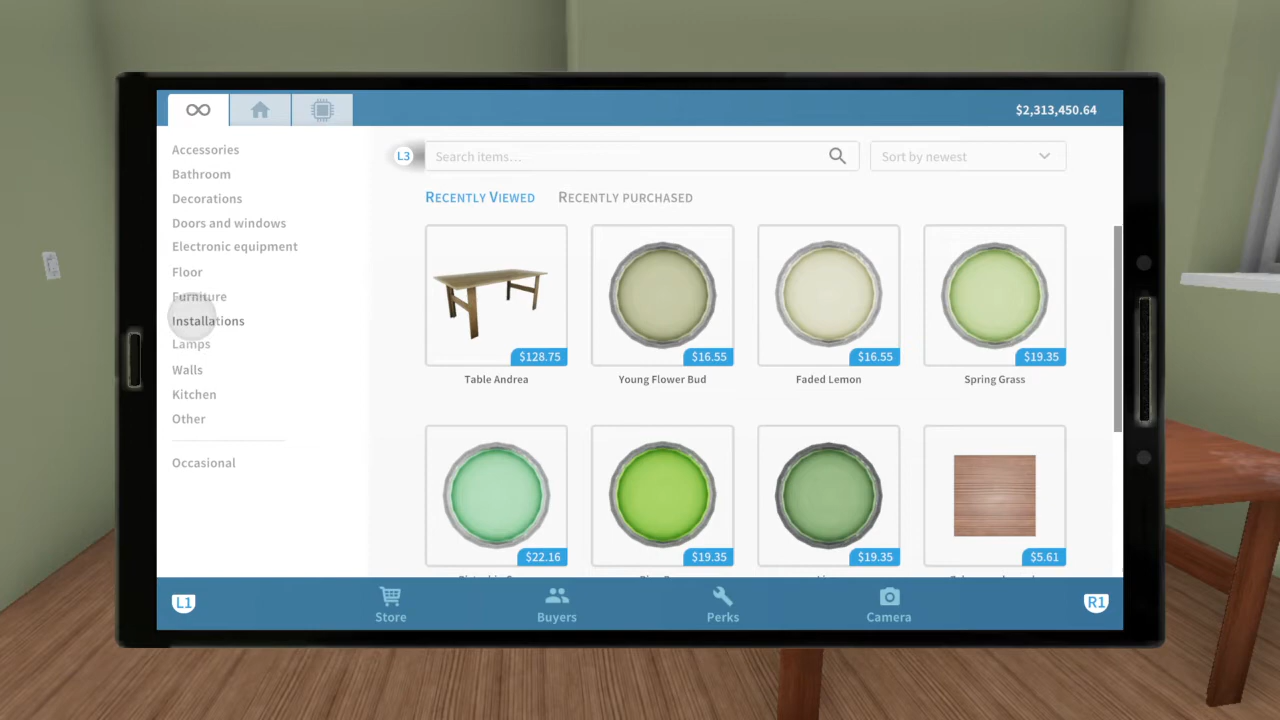 $2,313,450.64
Accessories
Bathroom
Decorations
Doors and windows
Electronic equipment
Floor
Furniture
Installations
Lamps
Walls
Kitchen
Other
Occasional
L3
Search items...
Sort by newest
RECENTLY VIEWED
RECENTLY PURCHASED
$128.75
$16.55
$16.55
$19.35
Table Andrea
Young Flower Bud
Faded Lemon
Spring Grass
$22.16
$19.35
$19.35
$5.61
L1
Store
Buyers
Perks
Camera
R1